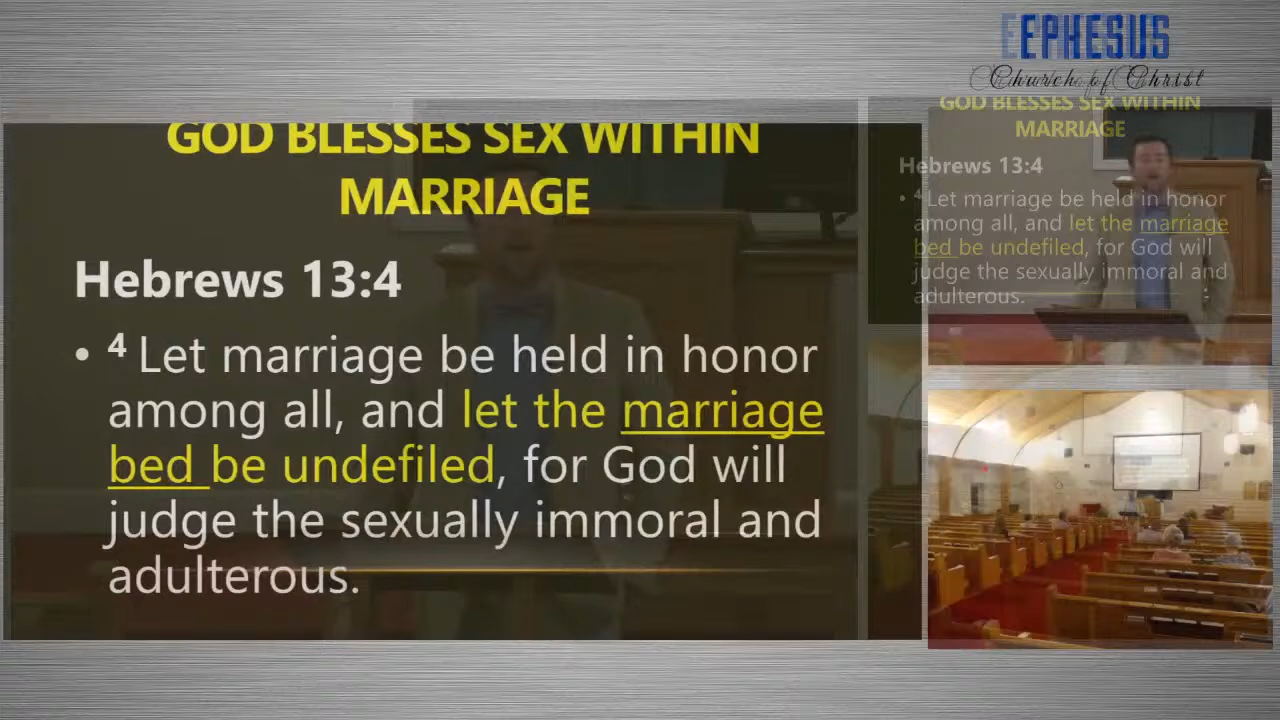 EPHESUS
Church of Christ
GOD BLESSES SEX WITHIN
MARRIAGE
Hebrews 13:4
• 4 Let marriage be held in honor
among all, and let the marriage
bed be undefiled, for God will
judge the sexually immoral and
adulterous.
GOD BLESSES SEX WITHIN
MARRIAGE
Hebrews 13:4
• 4 Let marriage be held in honor
among all, and let the marriage
bed be undefiled, for God will
judge the sexually immoral and
adulterous.